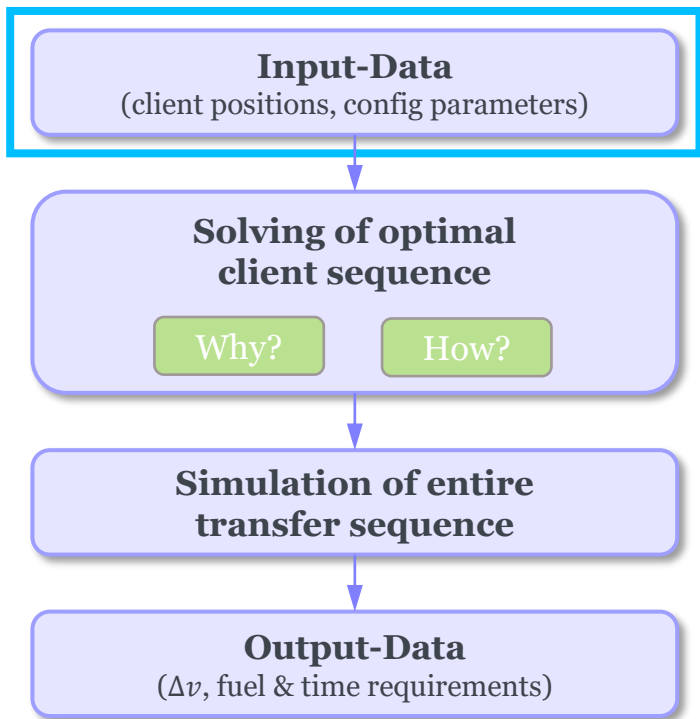 Input-Data
(client positions, config parameters)
Solving of optimal
client sequence
Why?
How?
Simulation of entire
transfer sequence
Output-Data
(Δv, fuel & time requirements)